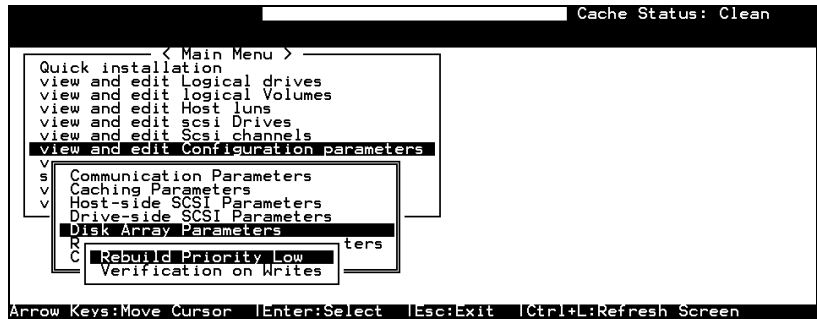 Cache Status: Clean
< Main Menu >
Quick installation
view and edit Logical drives
view and edit logical Volumes
view and edit Host luns
view and edit scsi Drives
view and edit Scsi channels
view and edit Configuration parameters
v
s Communication Parameters
v Caching Parameters
v Host-side SCSI Parameters
Drive-side SCSI Parameters
Disk Array Parameters
R ters
C Rebuild Priority Low
Verification on Writes
Arrow Keys:Move Cursor |Enter:Select |Esc:Exit |Ctrl+L:Refresh Screen